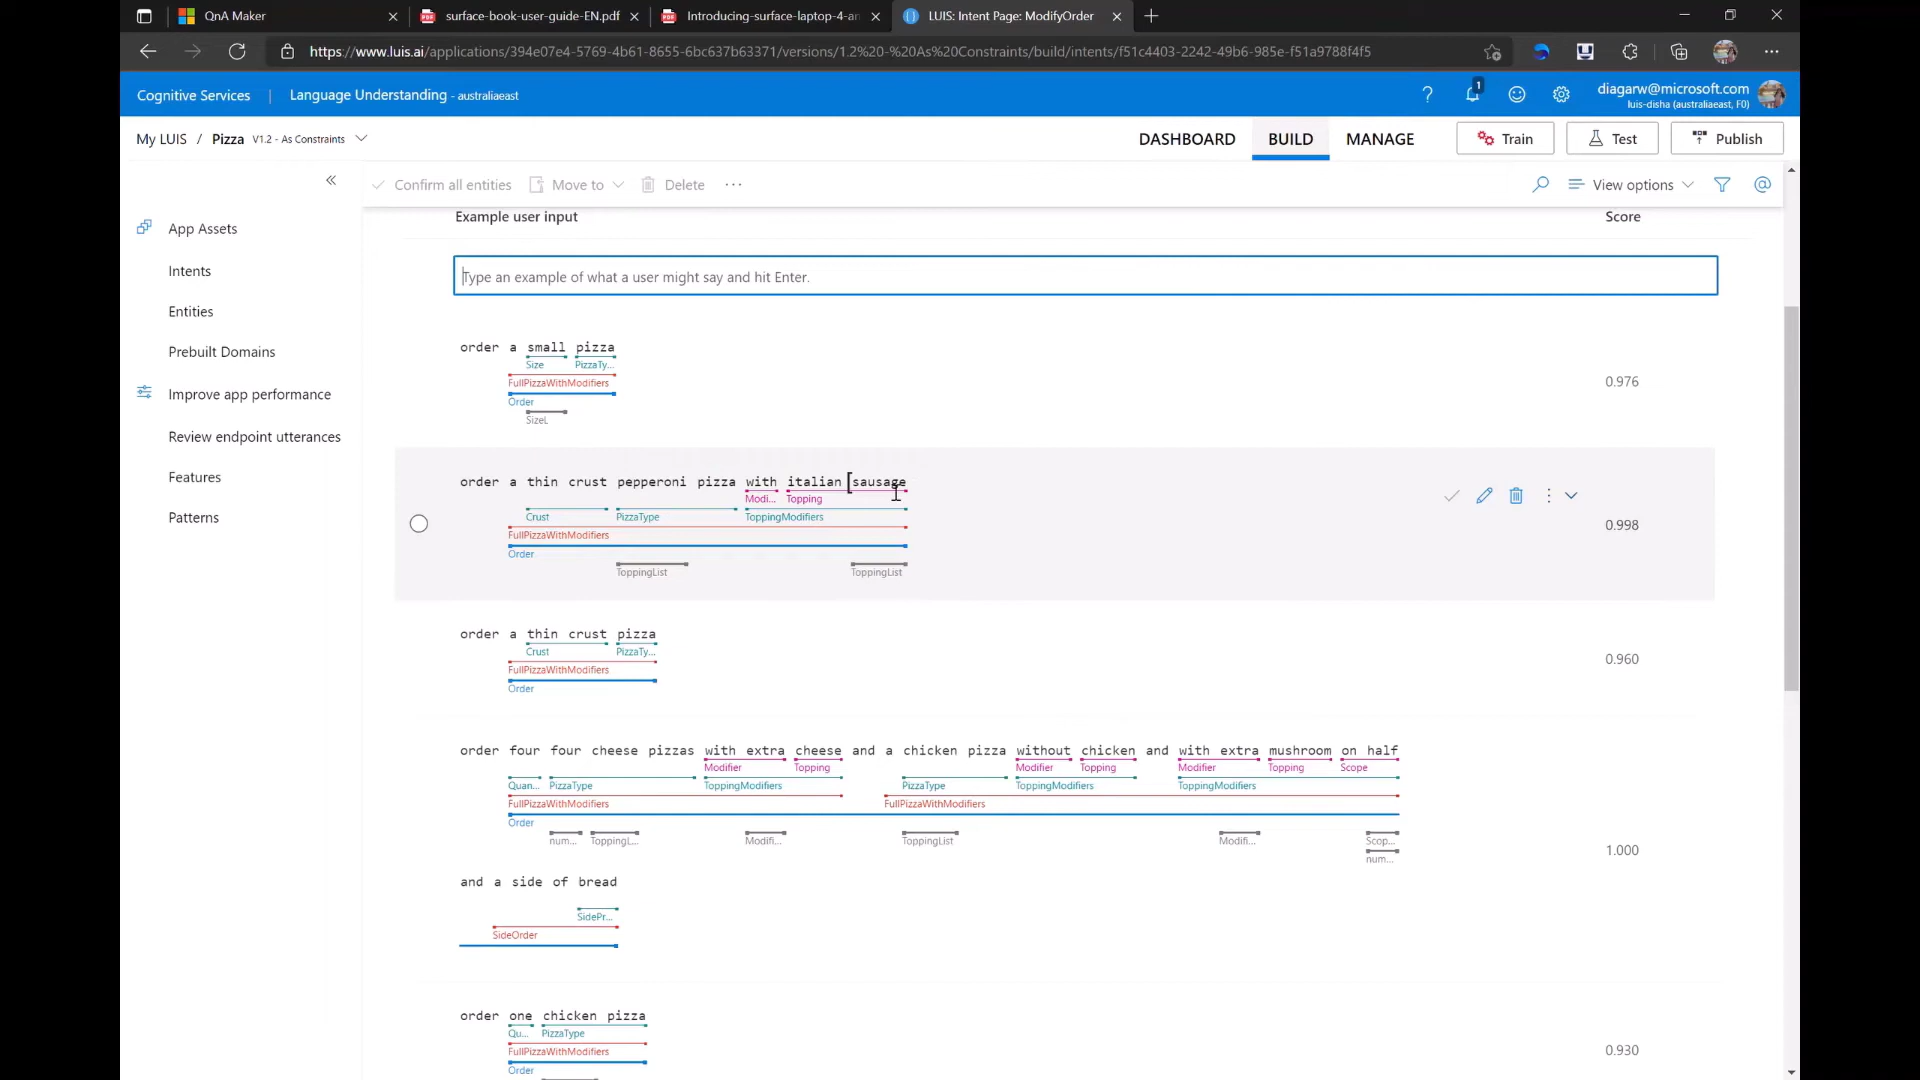 QnA Maker
surface-book-user-guide-EN.pdf
Introducing-surface-laptop-4-an
LUIS: Intent Page: ModifyOrder
https://www.luis.ai/applications/394e07e4-5769-4b61-8655-6bc637b63371/versions/1.2%20-%20As%20Constraints/build/intents/f51c4403-2242-49b6-985e-f51a9788f4f5
Cognitive Services | Language Understanding - australiaeast
? 1
diagarw@microsoft.com
luis-disha (australiaeast, F0)
My LUIS / Pizza V1.2 - As Constraints
DASHBOARD BUILD MANAGE Train Test Publish
Confirm all entities Move to Delete ...
View options
App Assets
Intents
Entities
Prebuilt Domains
Improve app performance
Review endpoint utterances
Features
Patterns
Example user input Score
Type an example of what a user might say and hit Enter.
order a small pizza
Size PizzaTy...
FullPizzaWithModifiers
Order
SizeL
0.976
order a thin crust pepperoni pizza with italian [sausage
Modi... Topping
Crust PizzaType ToppingModifiers
FullPizzaWithModifiers
Order
ToppingList ToppingList
0.998
order a thin crust pizza
Crust PizzaTy...
FullPizzaWithModifiers
Order
0.960
order four four cheese pizzas with extra cheese and a chicken pizza without chicken and with extra mushroom on half
Modifier Topping Modifier Topping Modifier Topping Scope
Quan... PizzaType ToppingModifiers PizzaType ToppingModifiers ToppingModifiers
FullPizzaWithModifiers FullPizzaWithModifiers
Order
num... ToppingL... Modifi... ToppingList Modifi... Scop...
num...
1.000
and a side of bread
SidePr...
SideOrder
order one chicken pizza
Qu... PizzaType
FullPizzaWithModifiers
Order
0.930